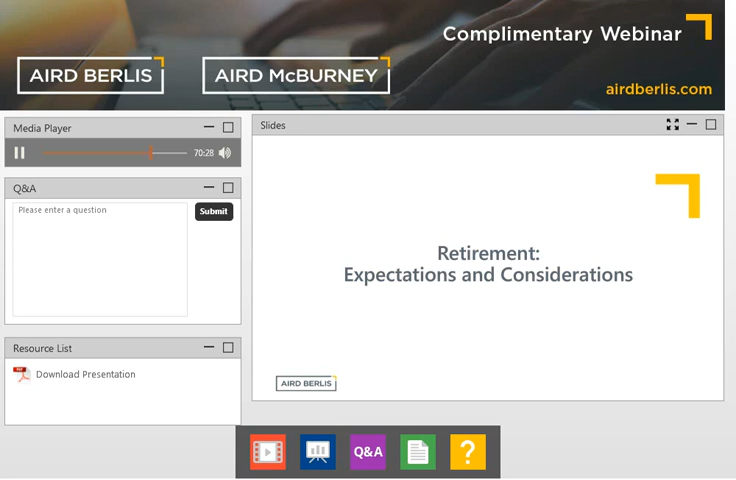 Complimentary Webinar
AIRD BERLIS
AIRD McBURNEY
airdberlis.com
Media Player
70:28
Q&A
Please enter a question
Submit
Resource List
PDF
Download Presentation
Slides
Retirement:
Expectations and Considerations
AIRD BERLIS
Q&A
?